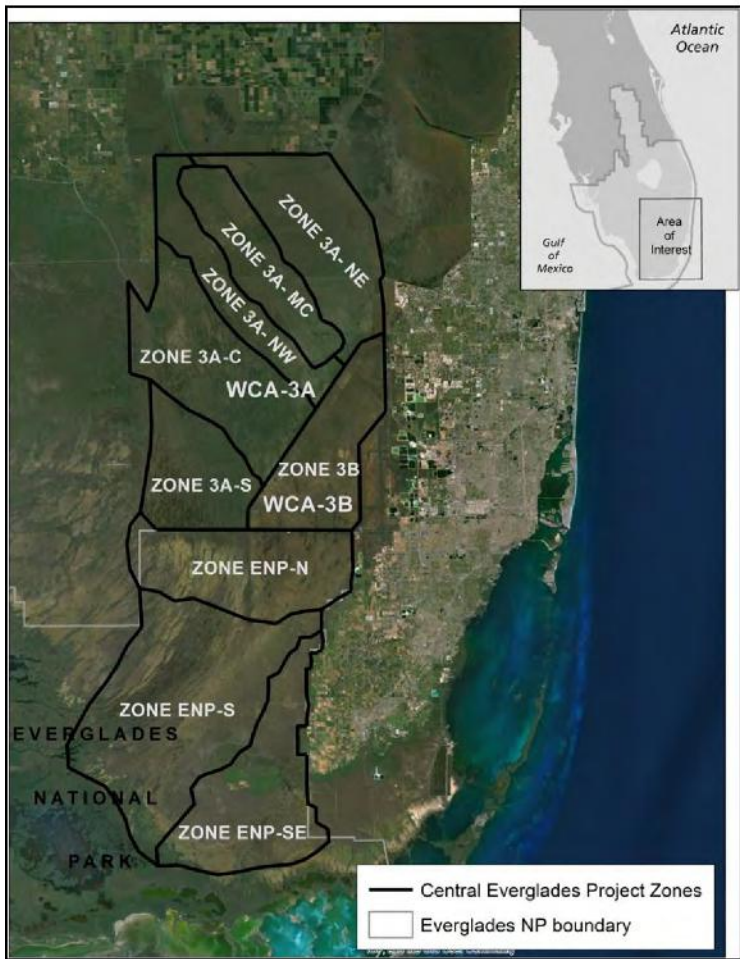 Atlantic
Ocean
Area
of
Interest
Gulf
of
Mexico
ZONE 3A- NE
ZONE 3A- MC
ZONE 3A- NW
ZONE 3A-C
WCA-3A
ZONE 3B
ZONE 3A-S
WCA-3B
ZONE ENP-N
ZONE ENP-S
EVERGLADES
NATIONAL
ZONE ENP-SE
PARK
Central Everglades Project Zones
Everglades NP boundary